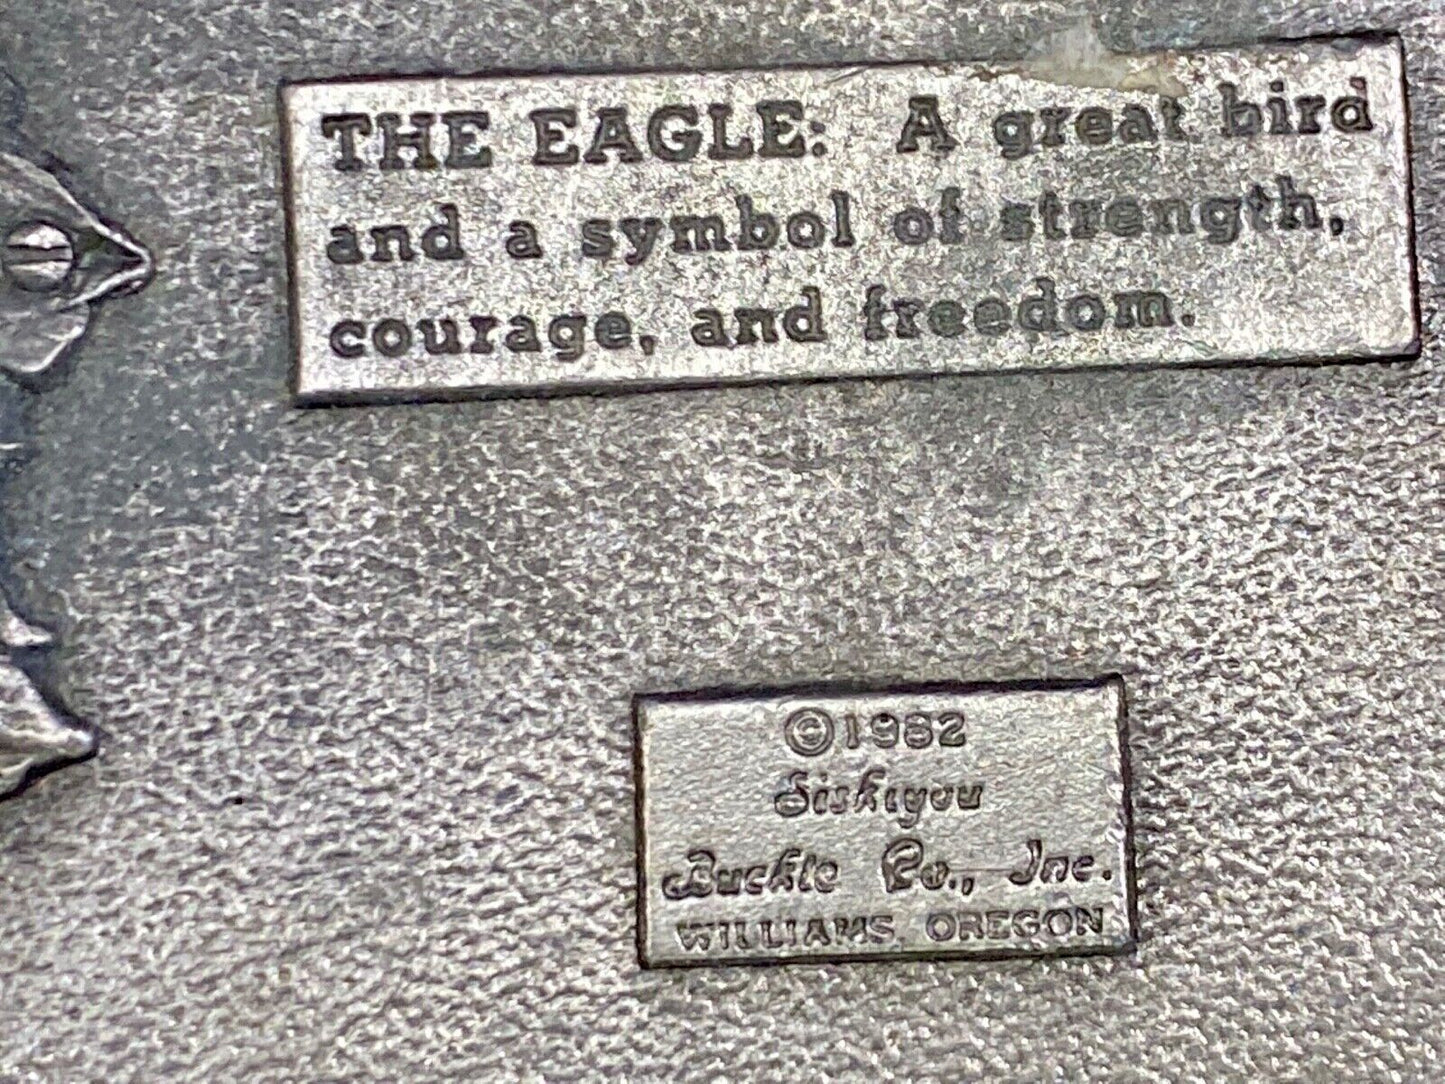 THE EAGLE: A great bird
and a symbol of strength,
courage, and freedom.
©1982
Siskiyou
Buckle Co., Inc.
WILLIAMS, OREGON